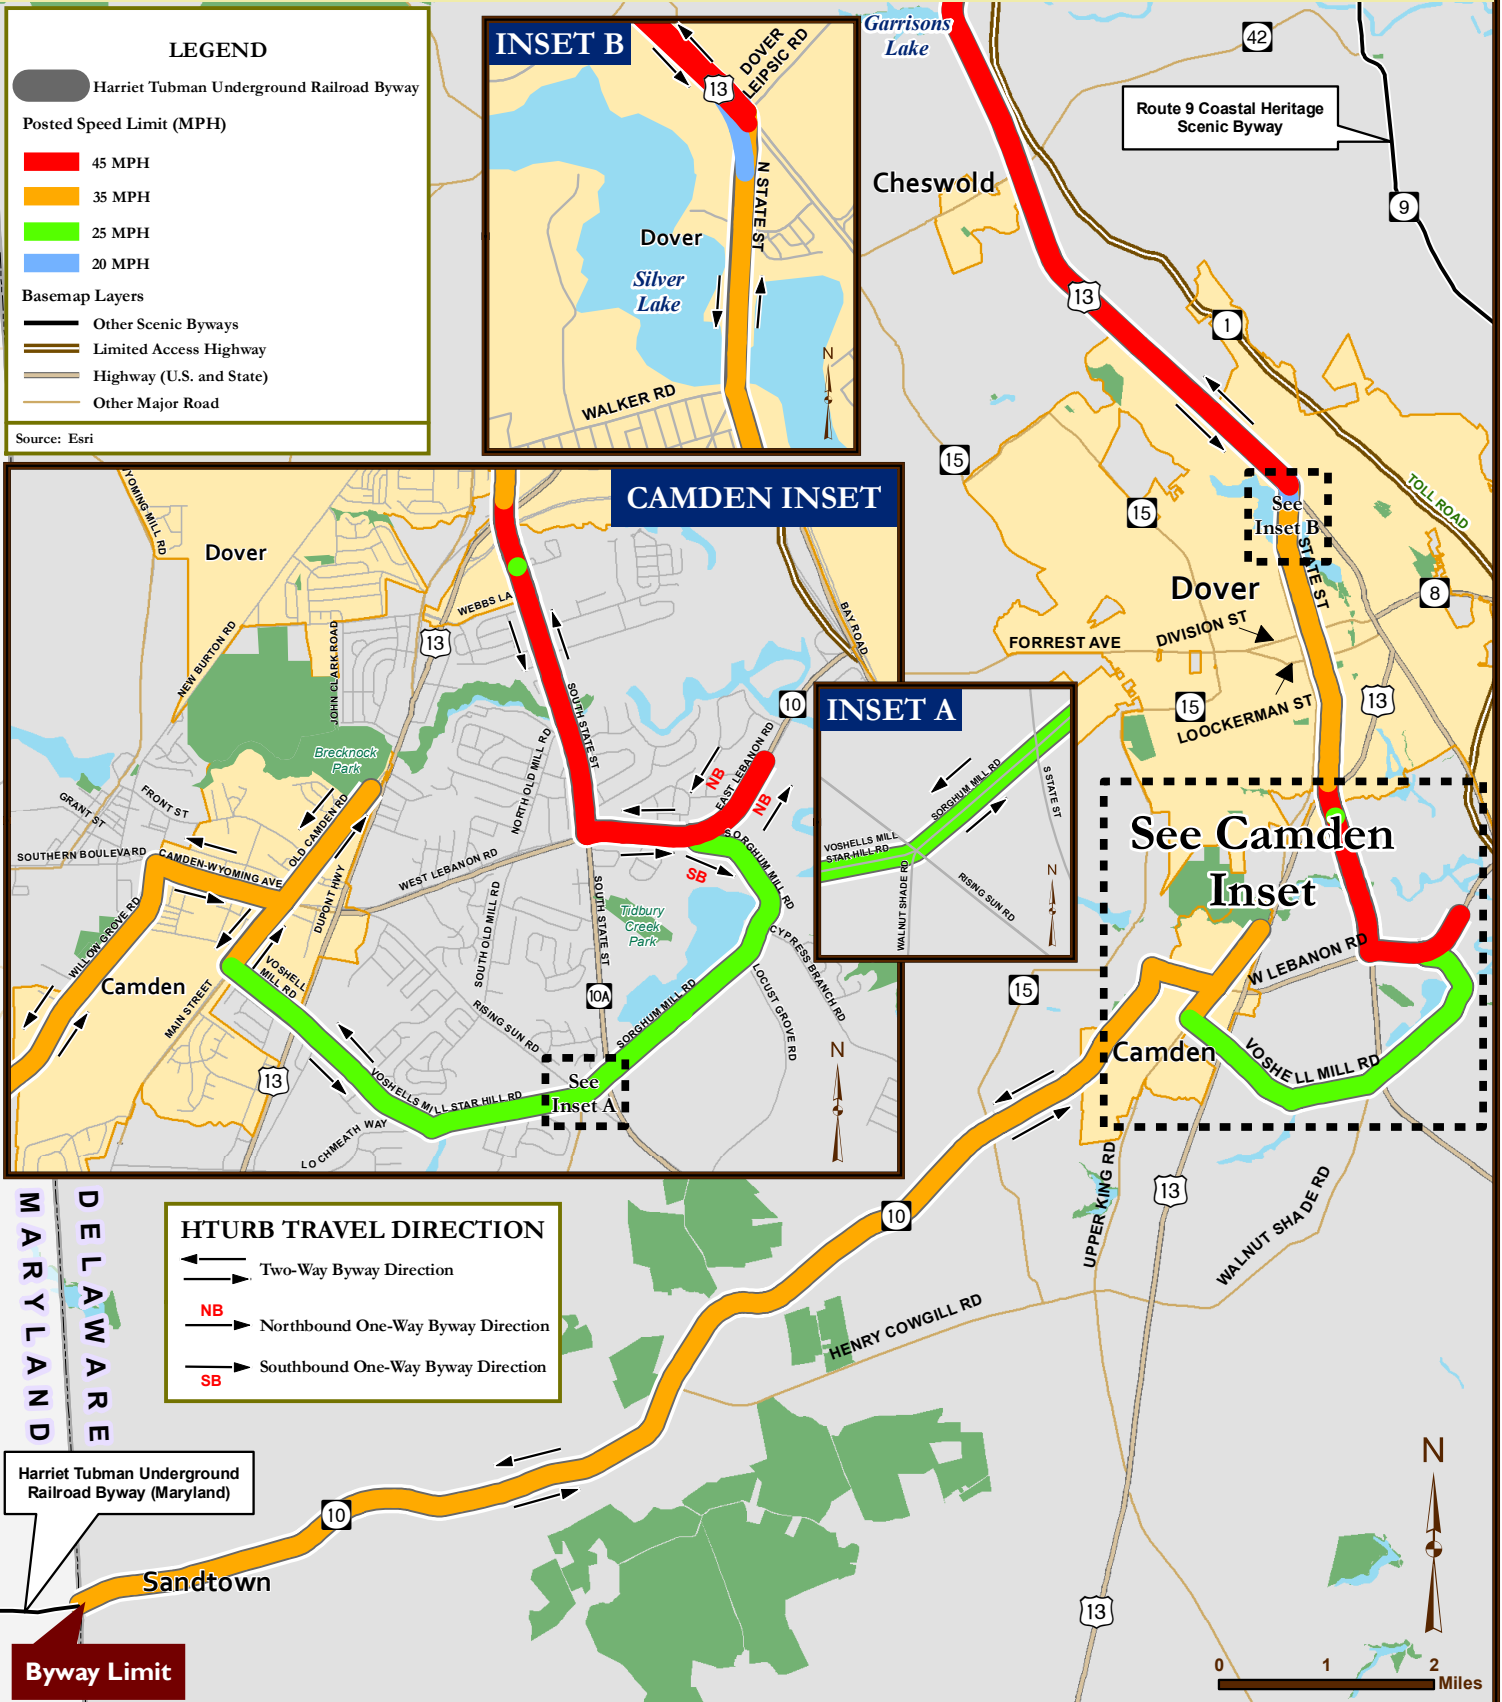 LEGEND
Harriet Tubman Underground Railroad Byway
Posted Speed Limit (MPH)
45 MPH
35 MPH
25 MPH
20 MPH
Basemap Layers
Other Scenic Byways
Limited Access Highway
Highway (U.S. and State)
Other Major Road
Source: Esri
INSET B
DOVER
LEIPSIC RD
13
N STATE ST
Dover
Silver
Lake
WALKER RD
N
Garrisons
Lake
42
Route 9 Coastal Heritage
Scenic Byway
9
Cheswold
13
1
15
15
TOLL ROAD
See
Inset B
STATE ST
Dover
8
FORREST AVE
DIVISION ST
15
LOOCKERMAN ST
13
See Camden
Inset
W LEBANON RD
15
Camden
VOSHELL MILL RD
CAMDEN INSET
WYOMING MILL RD
Dover
NEW BURTON RD
JOHN CLARK ROAD
WEBBS LA
13
BAY ROAD
SOUTH STATE ST
10
Brecknock
Park
NORTH OLD MILL RD
NB
EAST LEBANON RD
NB
GRANT ST
FRONT ST
SOUTHERN BOULEVARD
CAMDEN-WYOMING AVE
OLD CAMDEN RD
DUPONT HWY
WEST LEBANON RD
SB
SORGHUM MILL RD
WILLOW GROVE RD
SOUTH OLD MILL RD
SOUTH STATE ST
Tidbury
Creek
Park
CYPRESS BRANCH RD
LOCUST GROVE RD
Camden
VOSHELL
MILL RD
MAIN STREET
10A
RISING SUN RD
SORGHUM MILL RD
13
VOSHELLS MILL STAR HILL RD
LOCHMEATH WAY
See
Inset A
N
INSET A
SORGHUM MILL RD
S STATE ST
VOSHELLS MILL
STAR HILL RD
WALNUT SHADE RD
RISING SUN RD
N
MARYLAND
DELAWARE
HTURB TRAVEL DIRECTION
Two-Way Byway Direction
NB
Northbound One-Way Byway Direction
Southbound One-Way Byway Direction
SB
10
UPPER KING RD
13
WALNUT SHADE RD
HENRY COWGILL RD
Harriet Tubman Underground
Railroad Byway (Maryland)
10
Sandtown
Byway Limit
13
N
0 1 2
Miles